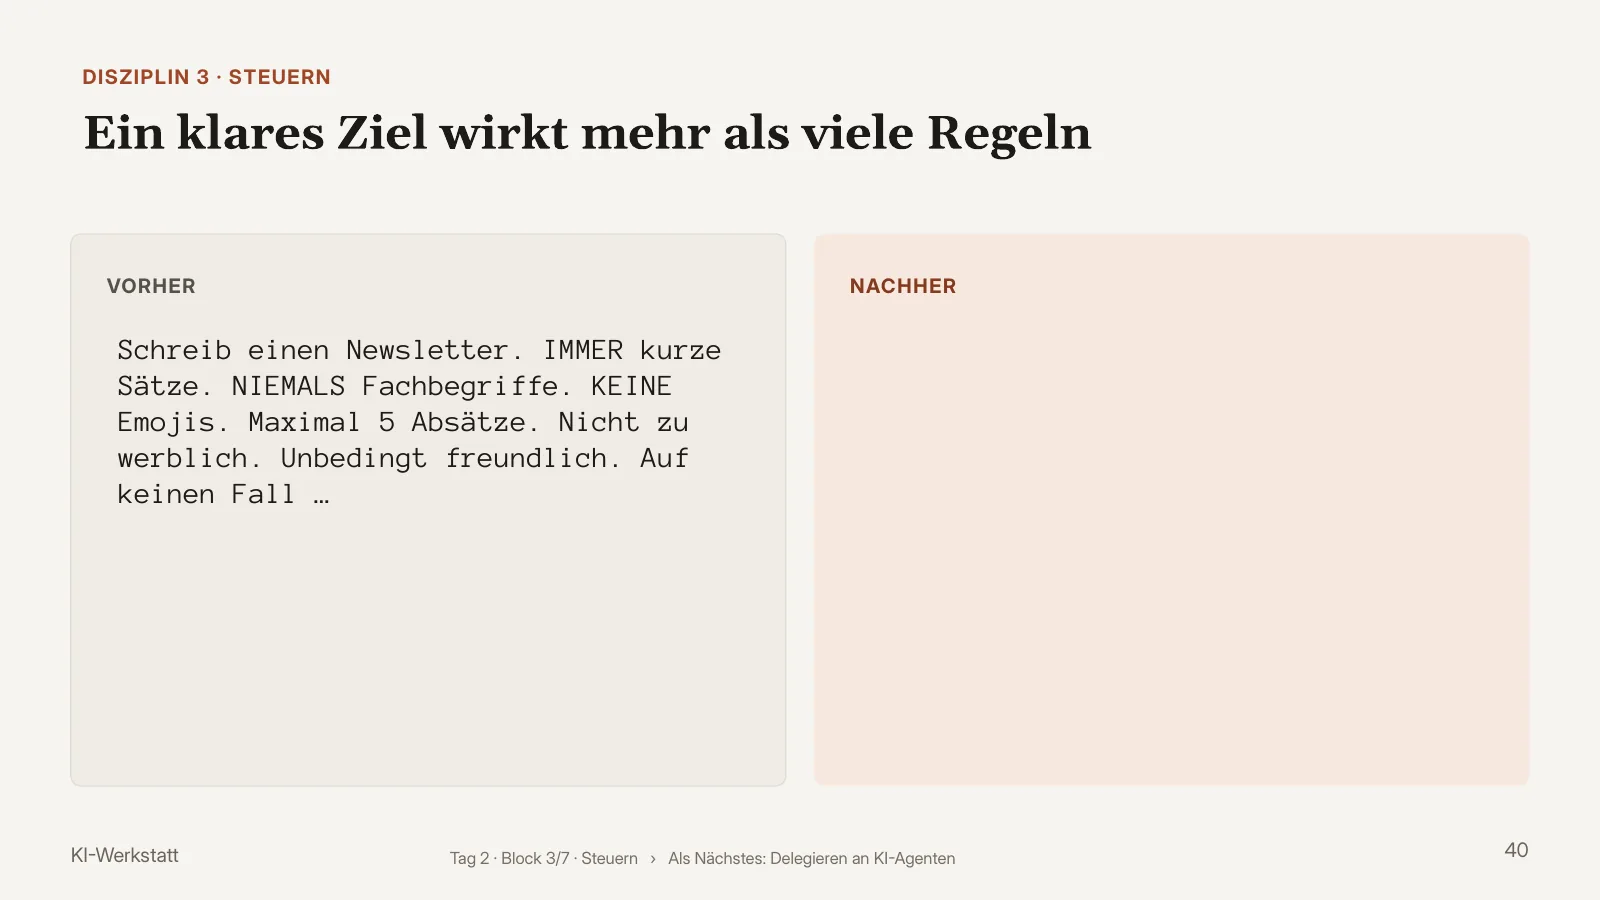 DISZIPLIN 3 · STEUERN
Ein klares Ziel wirkt mehr als viele Regeln
VORHER
Schreib einen Newsletter. IMMER kurze
Sätze. NIEMALS Fachbegriffe. KEINE
Emojis. Maximal 5 Absätze. Nicht zu
werblich. Unbedingt freundlich. Auf
keinen Fall …
NACHHER
KI-Werkstatt
Tag 2 · Block 3/7 · Steuern › Als Nächstes: Delegieren an KI-Agenten
40